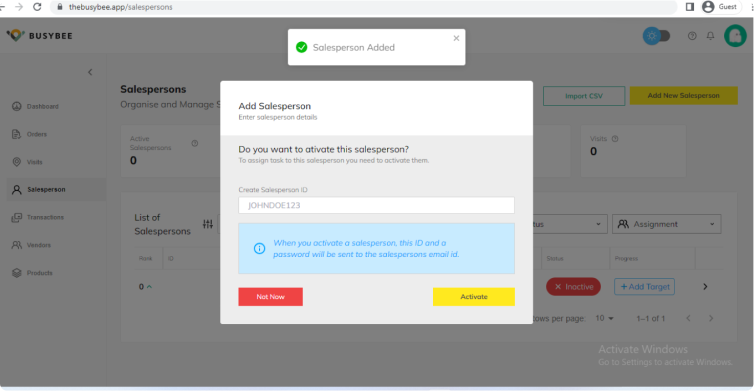 thebusybee.app/salespersons
Guest
BUSYBEE
Salesperson Added
Salespersons
Organise and Manage S
Import CSV
Add New Salesperson
Dashboard
Orders
Visits
Salesperson
Transactions
Vendors
Products
Active
Salespersons
0
Visits
0
Add Salesperson
Enter salesperson details
Do you want to ativate this salesperson?
To assign task to this salesperson you need to activate them.
Create Salesperson ID
JOHNDOE123
When you activate a salesperson, this ID and a
password will be sent to the salespersons email id.
Not Now
Activate
List of
Salespersons
tus
Assignment
Rank
ID
Status
Progress
0
Inactive
+Add Target
ows per page: 10
1–1 of 1
Activate Windows
Go to Settings to activate Windows.